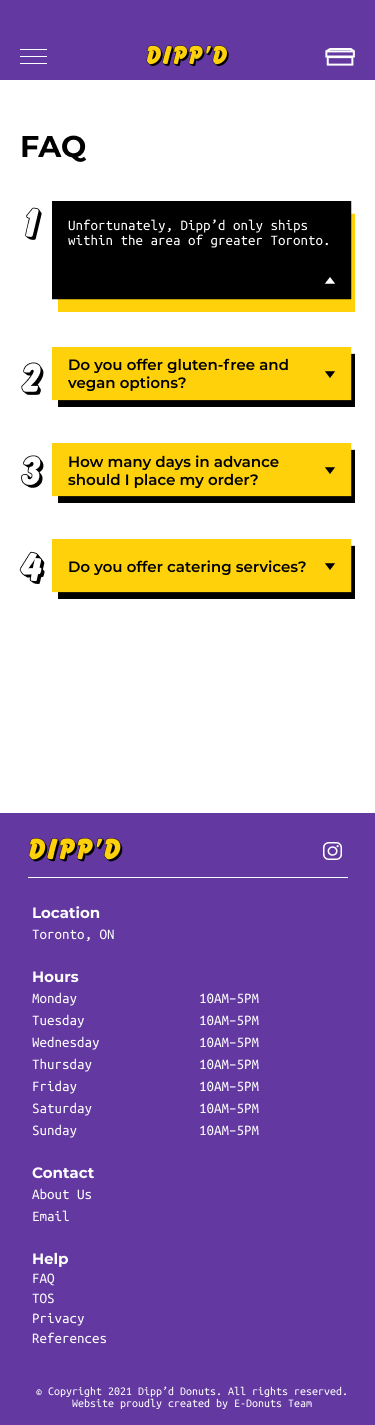 DIPP'D
FAQ
1
Unfortunately, Dipp’d only ships
within the area of greater Toronto.
2
Do you offer gluten-free and
vegan options?
3
How many days in advance
should I place my order?
4
Do you offer catering services?
DIPP'D
Location
Toronto, ON
Hours
Monday 10AM–5PM
Tuesday 10AM–5PM
Wednesday 10AM–5PM
Thursday 10AM–5PM
Friday 10AM–5PM
Saturday 10AM–5PM
Sunday 10AM–5PM
Contact
About Us
Email
Help
FAQ
TOS
Privacy
References
© Copyright 2021 Dipp’d Donuts. All rights reserved.
Website proudly created by E-Donuts Team